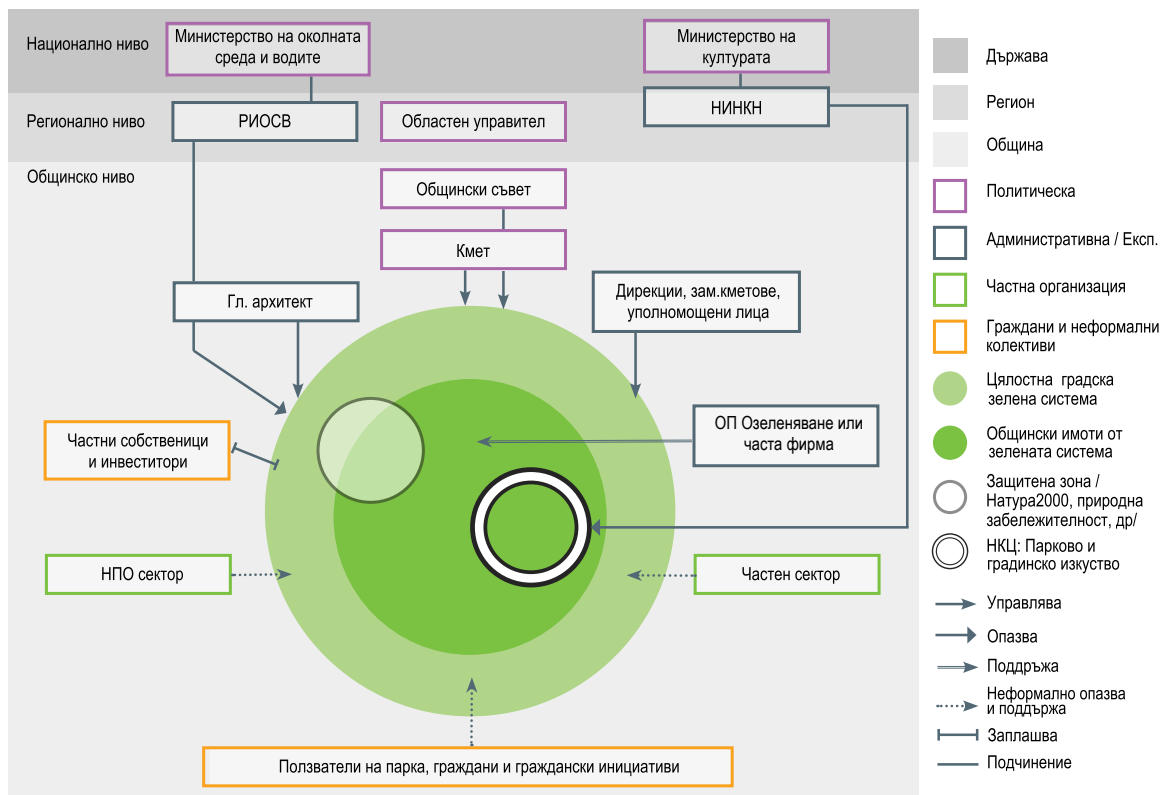 Национално ниво
Министерство на околната
среда и водите
Министерство на
културата
Регионално ниво
РИОСВ
Областен управител
НИНКН
Общинско ниво
Общински съвет
Кмет
Гл. архитект
Дирекции, зам.кметове,
уполномощени лица
Частни собственици
и инвеститори
ОП Озеленяване или
часта фирма
НПО сектор
Частен сектор
Ползватели на парка, граждани и граждански инициативи
Държава
Регион
Община
Политическа
Административна / Експ.
Частна организация
Граждани и неформални
колективи
Цялостна градска
зелена система
Общински имоти от
зелената система
Защитена зона /
Натура2000, природна
забележителност, др/
НКЦ: Парково и
градинско изкуство
Управлява
Опазва
Поддръжа
Неформално опазва
и поддържа
Заплашва
Подчинение